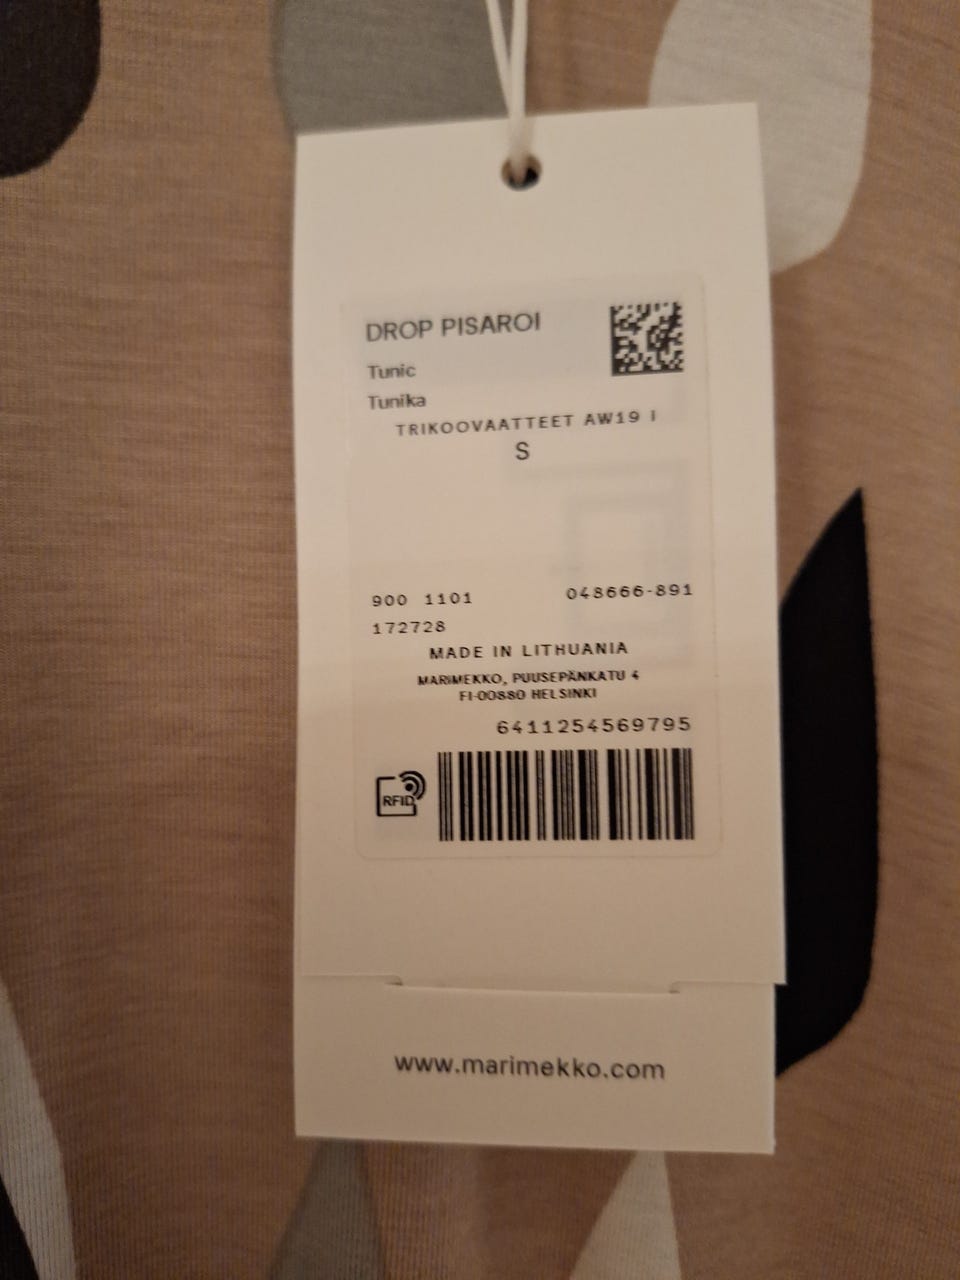 DROP PISAROI
Tunic
Tunika
TRIKOOVAATTEET AW19 I
S
900 1101 048666-891
172728
MADE IN LITHUANIA
MARIMEKKO, PUUSEPÄNKATU 4
FI-00880 HELSINKI
6411254569795
RFID
www.marimekko.com